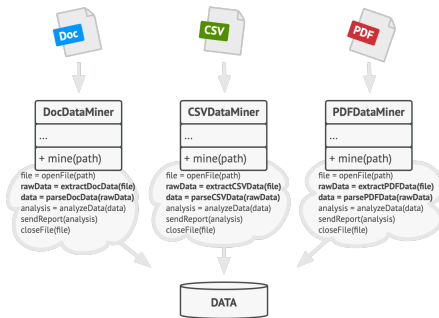 Doc
CSV
PDF
DocDataMiner
...
+ mine(path)
file = openFile(path)
rawData = extractDocData(file)
data = parseDocData(rawData)
analysis = analyzeData(data)
sendReport(analysis)
closeFile(file)
CSVDataMiner
...
+ mine(path)
file = openFile(path)
rawData = extractCSVData(file)
data = parseCSVData(rawData)
analysis = analyzeData(data)
sendReport(analysis)
closeFile(file)
PDFDataMiner
...
+ mine(path)
file = openFile(path)
rawData = extractPDFData(file)
data = parsePDFData(rawData)
analysis = analyzeData(data)
sendReport(analysis)
closeFile(file)
DATA